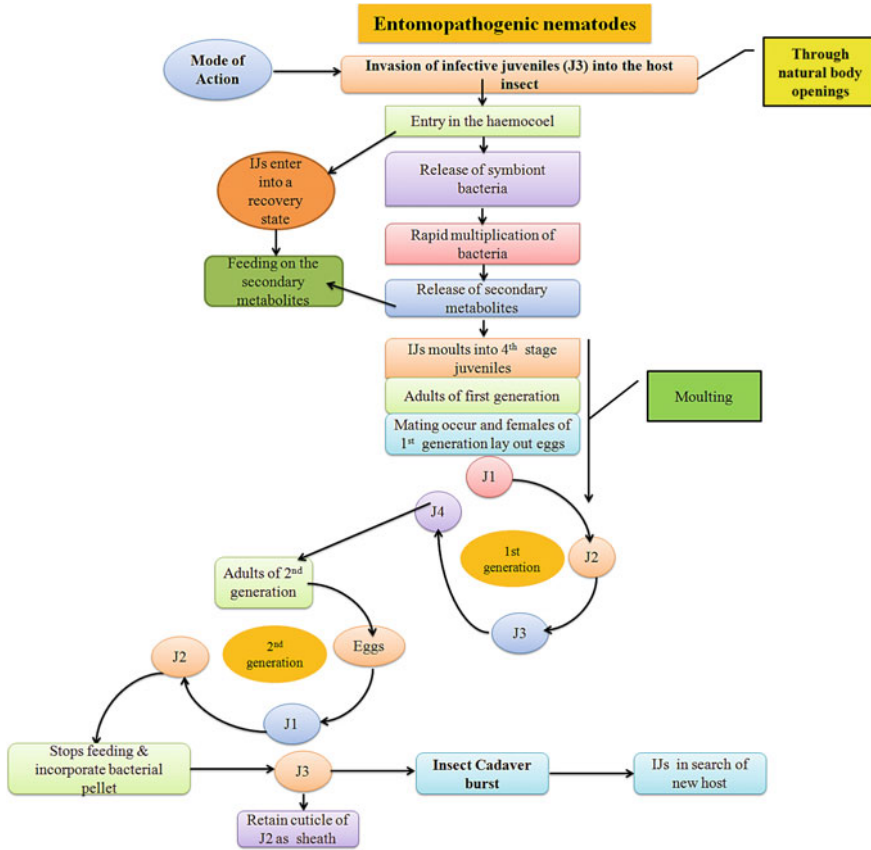 Entomopathogenic nematodes
Mode of
Action
Invasion of infective juveniles (J3) into the host
insect
Through
natural body
openings
Entry in the haemocoel
IJs enter
into a
recovery
state
Release of symbiont
bacteria
Rapid multiplication of
bacteria
Feeding on the
secondary
metabolites
Release of secondary
metabolites
IJs moults into 4th stage
juveniles
Adults of first generation
Mating occur and females of
1st generation lay out eggs
Moulting
J1
J4
1st
generation
J2
Adults of 2nd
generation
J3
2nd
generation
Eggs
J2
J1
Stops feeding &
incorporate bacterial
pellet
J3
Insect Cadaver
burst
IJs in search of
new host
Retain cuticle of
J2 as sheath